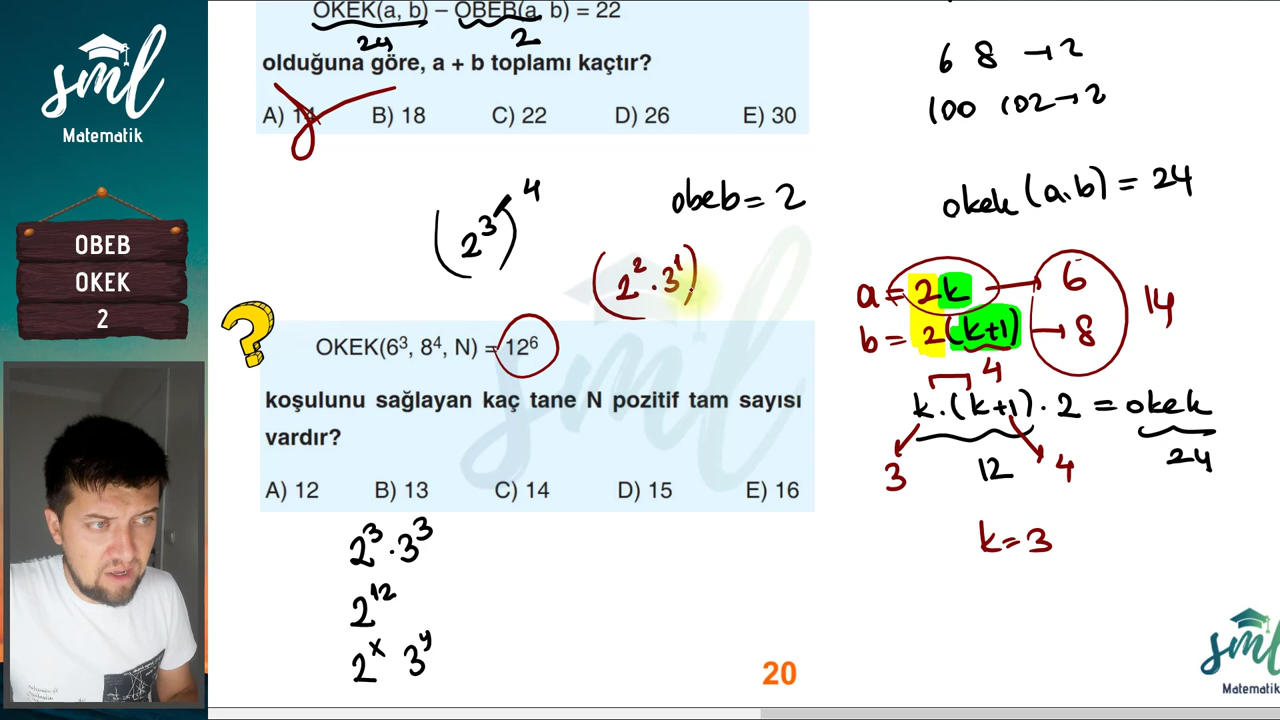 sml
Matematik
OBEB
OKEK
2
OKEK(a, b) – OBEB(a, b) = 22
24 2
olduğuna göre, a + b toplamı kaçtır?
A) 14 B) 18 C) 22 D) 26 E) 30
(2³)⁴
obeb = 2
(2² · 3¹)
OKEK(6³, 8⁴, N) = 12⁶
koşulunu sağlayan kaç tane N pozitif tam sayısı
vardır?
A) 12 B) 13 C) 14 D) 15 E) 16
2³ · 3³
2¹²
2ˣ 3ʸ
6 8 → 2
100 102 → 2
okek (a,b) = 24
a = 2k → 6
b = 2(k+1) → 8
14
4
k · (k+1) · 2 = okek
3 12 4 24
k = 3
20
sml
Matematik